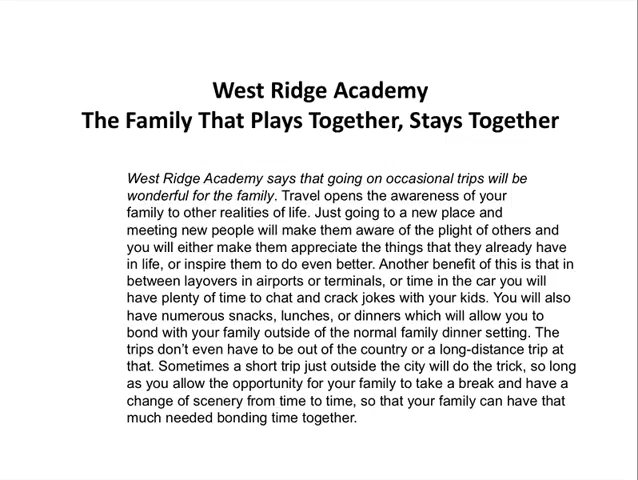 West Ridge Academy
The Family That Plays Together, Stays Together
West Ridge Academy says that going on occasional trips will be
wonderful for the family. Travel opens the awareness of your
family to other realities of life. Just going to a new place and
meeting new people will make them aware of the plight of others and
you will either make them appreciate the things that they already have
in life, or inspire them to do even better. Another benefit of this is that in
between layovers in airports or terminals, or time in the car you will
have plenty of time to chat and crack jokes with your kids. You will also
have numerous snacks, lunches, or dinners which will allow you to
bond with your family outside of the normal family dinner setting. The
trips don’t even have to be out of the country or a long-distance trip at
that. Sometimes a short trip just outside the city will do the trick, so long
as you allow the opportunity for your family to take a break and have a
change of scenery from time to time, so that your family can have that
much needed bonding time together.